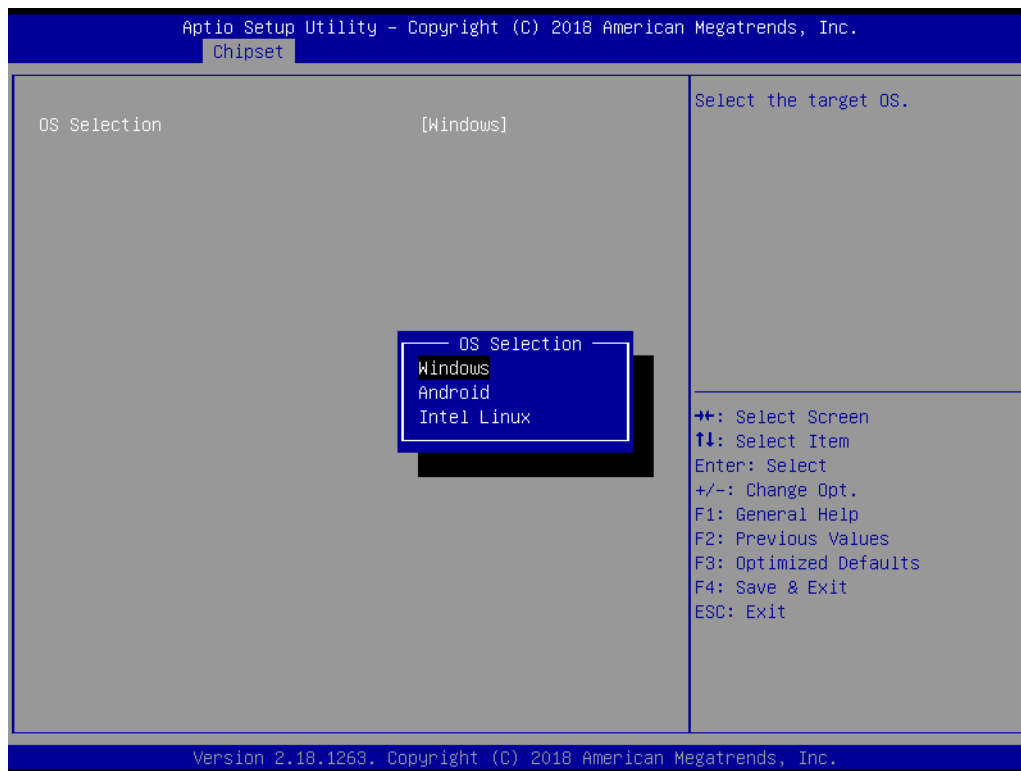 Aptio Setup Utility – Copyright (C) 2018 American Megatrends, Inc.
Chipset
OS Selection [Windows]
Select the target OS.
OS Selection
Windows
Android
Intel Linux
→←: Select Screen
↑↓: Select Item
Enter: Select
+/-: Change Opt.
F1: General Help
F2: Previous Values
F3: Optimized Defaults
F4: Save & Exit
ESC: Exit
Version 2.18.1263. Copyright (C) 2018 American Megatrends, Inc.